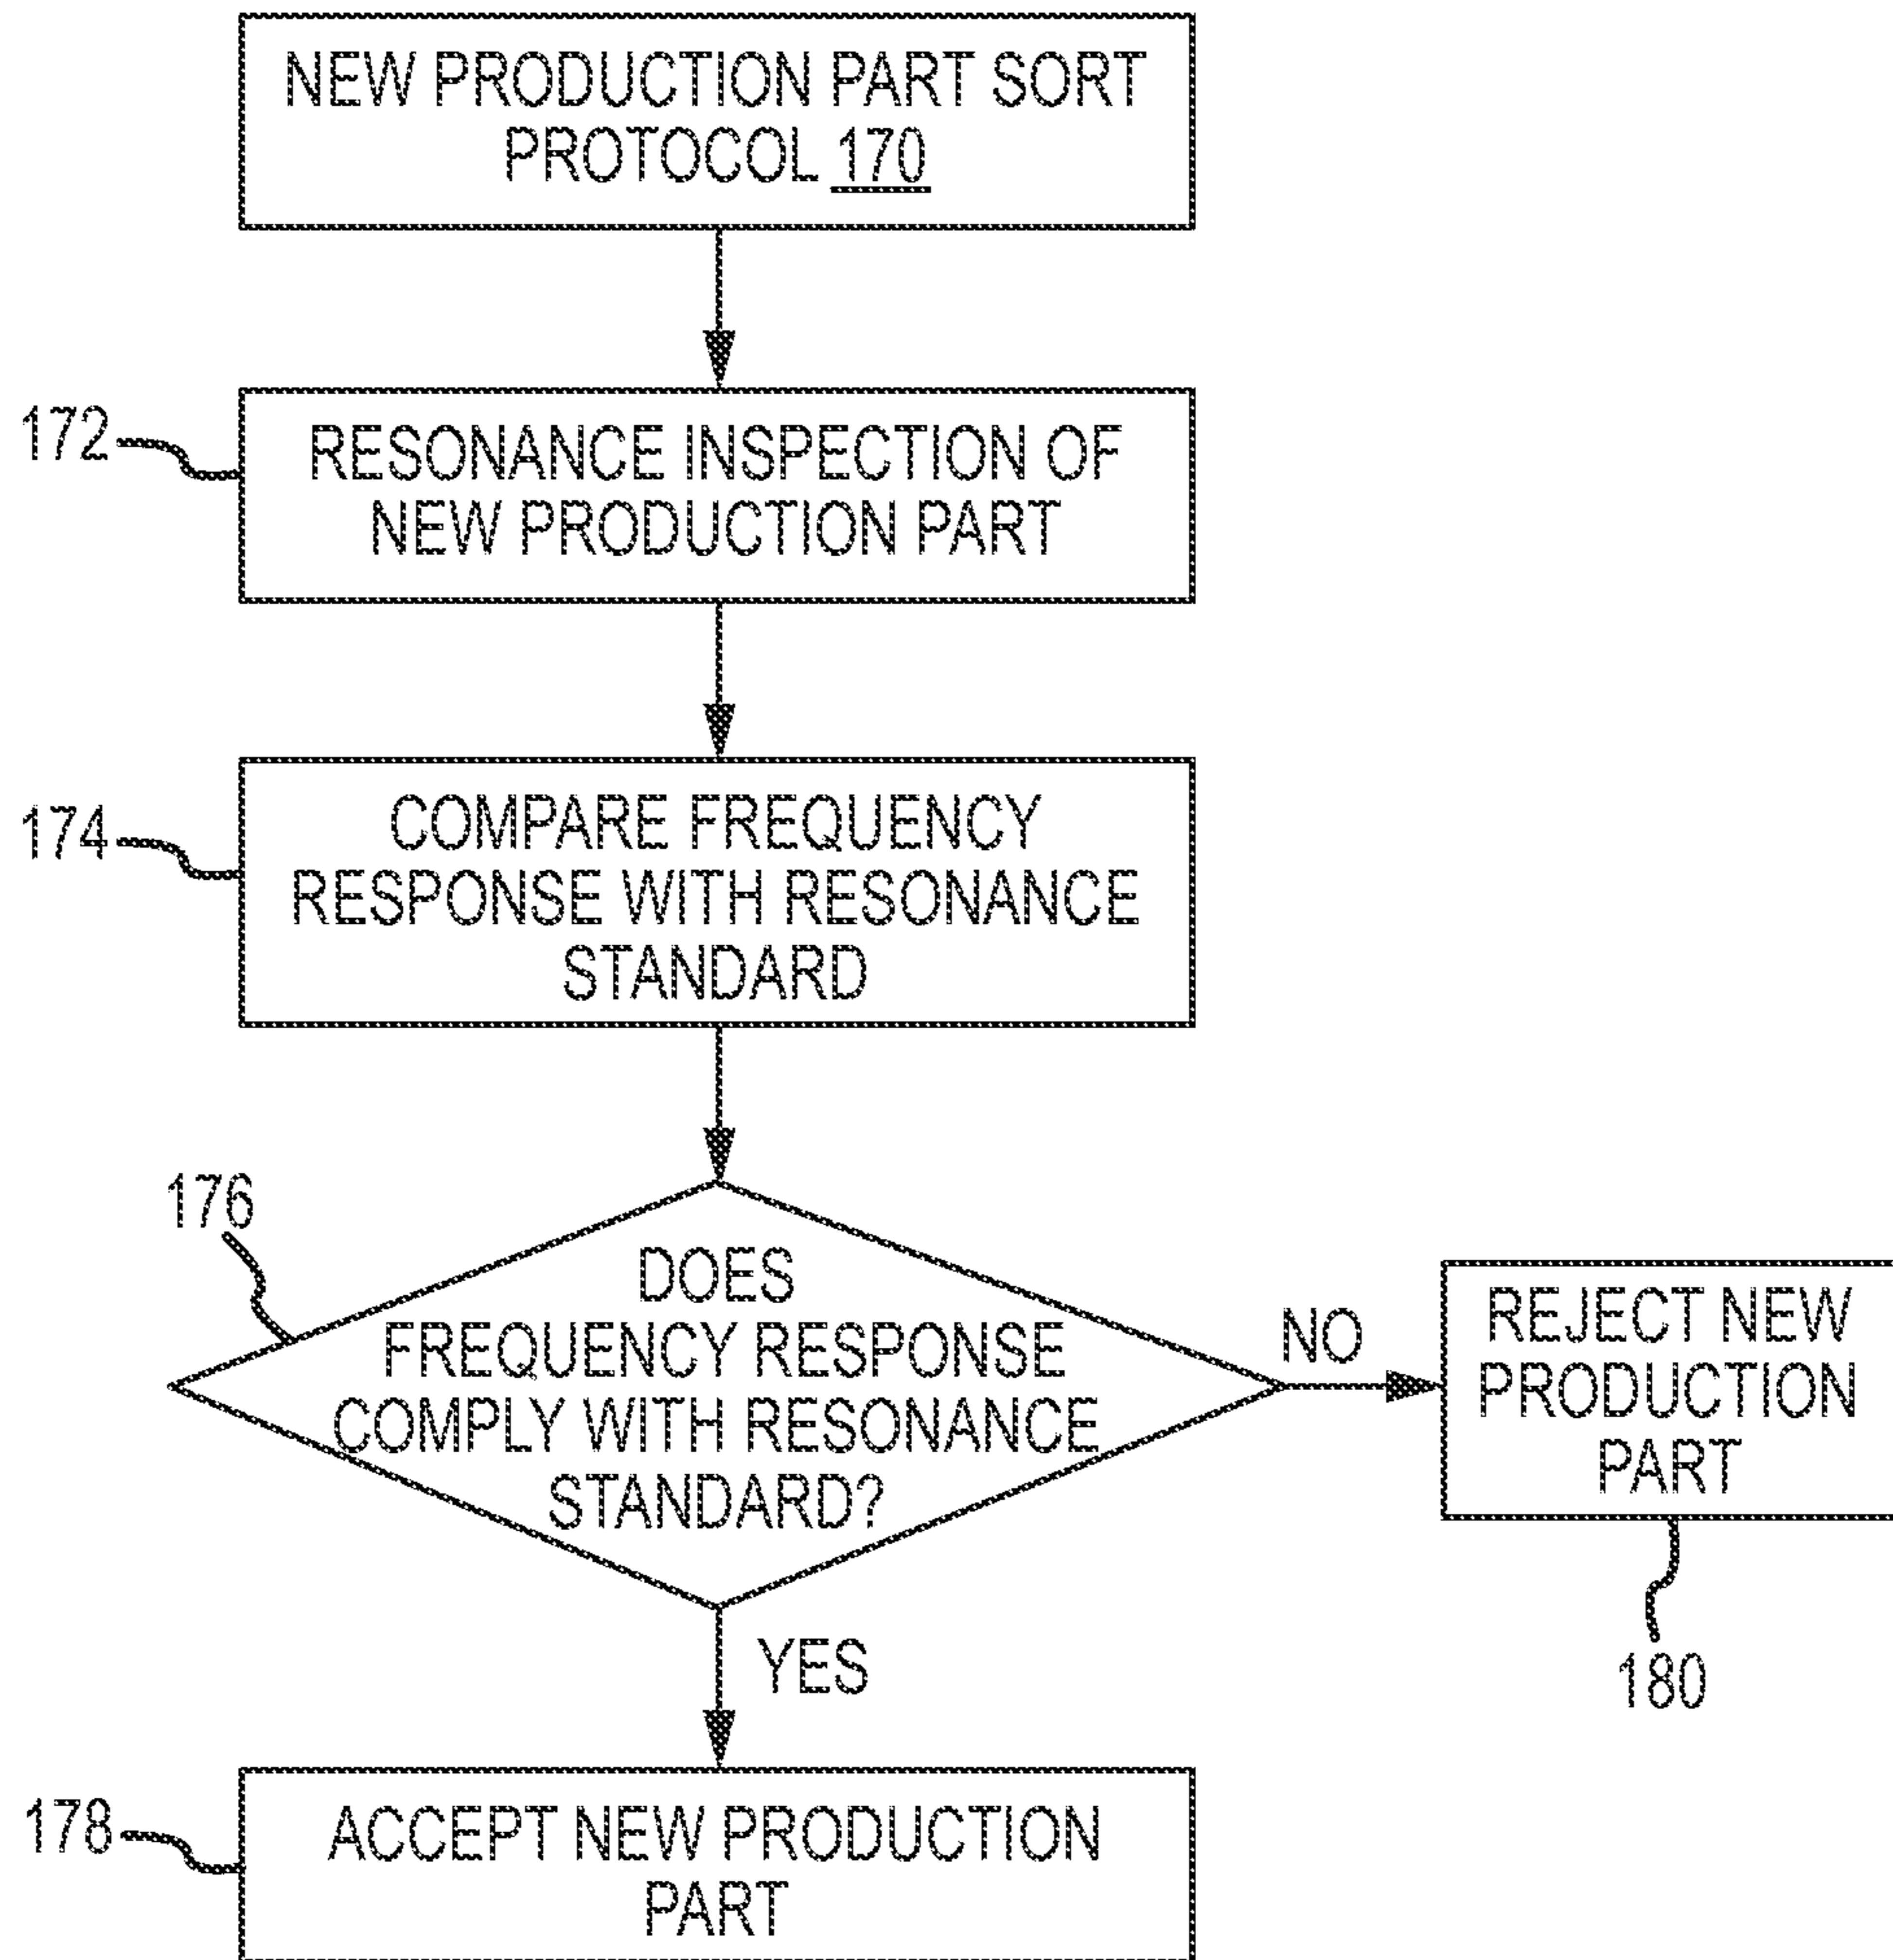 NEW PRODUCTION PART SORT
PROTOCOL 170
172
RESONANCE INSPECTION OF
NEW PRODUCTION PART
174
COMPARE FREQUENCY
RESPONSE WITH RESONANCE
STANDARD
176
DOES
FREQUENCY RESPONSE
COMPLY WITH RESONANCE
STANDARD?
NO
REJECT NEW
PRODUCTION
PART
180
YES
178
ACCEPT NEW PRODUCTION
PART